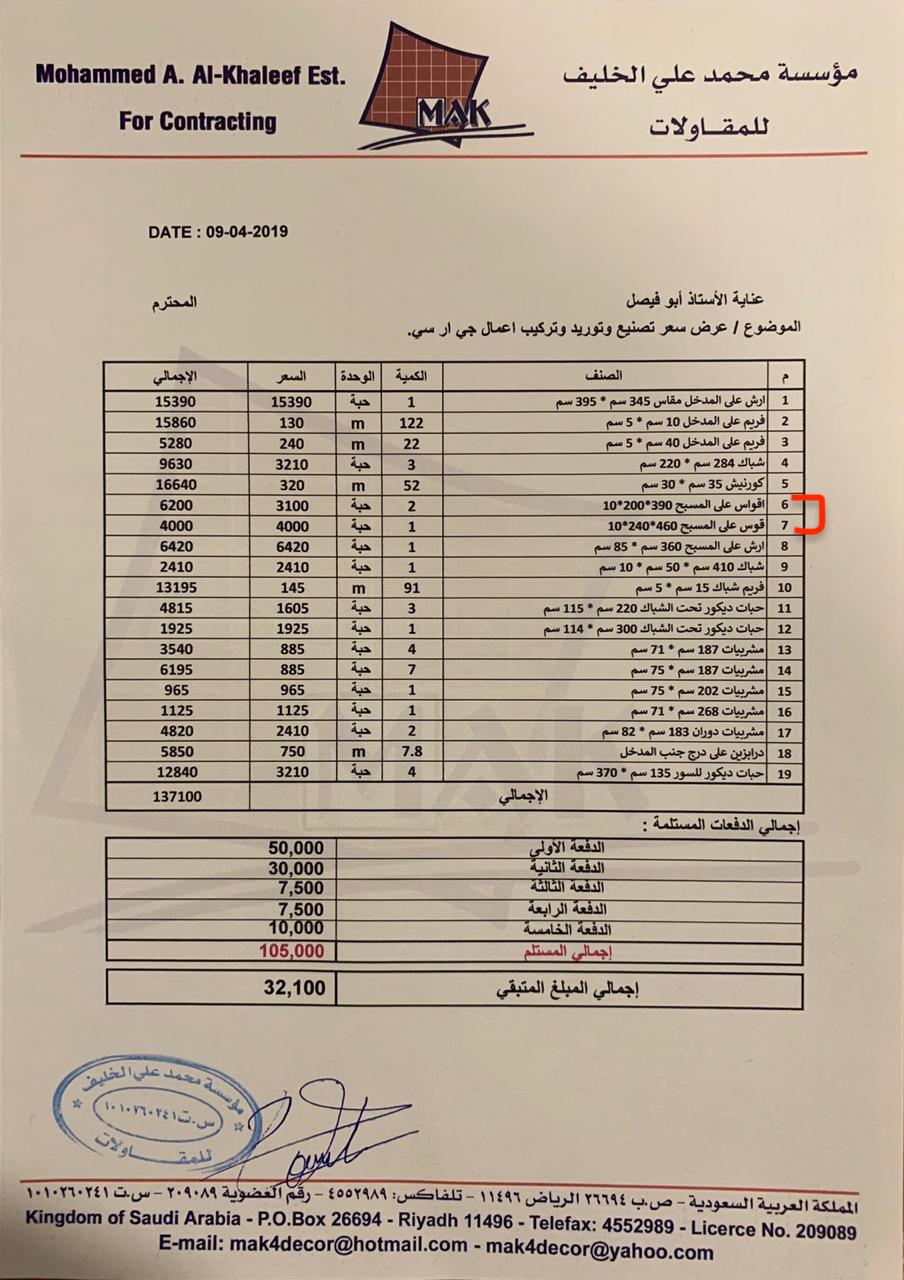 Mohammed A. Al-Khaleef Est.
For Contracting
MAK
مؤسسة محمد علي الخليف
للمقاولات
DATE : 09-04-2019
عناية الأستاذ أبو فيصل المحترم
الموضوع / عرض سعر تصنيع وتوريد وتركيب اعمال جي ار سي.
م الصنف الكمية الوحدة السعر الإجمالي
1 ارش على المدخل مقاس 345 سم * 395 سم 1 حبة 15390 15390
2 فريم على المدخل 10 سم * 5 سم 122 m 130 15860
3 فريم على المدخل 40 سم * 5 سم 22 m 240 5280
4 شباك 284 سم * 220 سم 3 حبة 3210 9630
5 كورنيش 35 سم * 30 سم 52 m 320 16640
6 اقواس على المسبح 390*200*10 2 حبة 3100 6200
7 قوس على المسبح 460*240*10 1 حبة 4000 4000
8 ارش على المسبح 360 سم * 85 سم 1 حبة 6420 6420
9 شباك 410 سم * 50 سم * 10 سم 1 حبة 2410 2410
10 فريم شباك 15 سم * 5 سم 91 m 145 13195
11 حبات ديكور تحت الشباك 220 سم * 115 سم 3 حبة 1605 4815
12 حبات ديكور تحت الشباك 300 سم * 114 سم 1 حبة 1925 1925
13 مشربيات 187 سم * 71 سم 4 حبة 885 3540
14 مشربيات 187 سم * 75 سم 7 حبة 885 6195
15 مشربيات 202 سم * 75 سم 1 حبة 965 965
16 مشربيات 268 سم * 71 سم 1 حبة 1125 1125
17 مشربيات دوران 183 سم * 82 سم 2 حبة 2410 4820
18 درابزين على درج جنب المدخل 7.8 m 750 5850
19 حبات ديكور للسور 135 سم * 370 سم 4 حبة 3210 12840
الإجمالي 137100
إجمالي الدفعات المستلمة :
الدفعة الأولى 50,000
الدفعة الثانية 30,000
الدفعة الثالثة 7,500
الدفعة الرابعة 7,500
الدفعة الخامسة 10,000
إجمالي المستلم 105,000
إجمالي المبلغ المتبقي 32,100
مؤسسة محمد علي الخليف
س.ت ١٠١٠٢٦٠٢٤١
للمقـاولات
المملكة العربية السعودية - ص.ب ٢٦٦٩٤ الرياض ١١٤٩٦ - تلفاكس: ٤٥٥٢٩٨٩ - رقم العضوية ٢٠٩٠٨٩ - س.ت ١٠١٠٢٦٠٢٤١
Kingdom of Saudi Arabia - P.O.Box 26694 - Riyadh 11496 - Telefax: 4552989 - Licerce No. 209089
E-mail: mak4decor@hotmail.com - mak4decor@yahoo.com